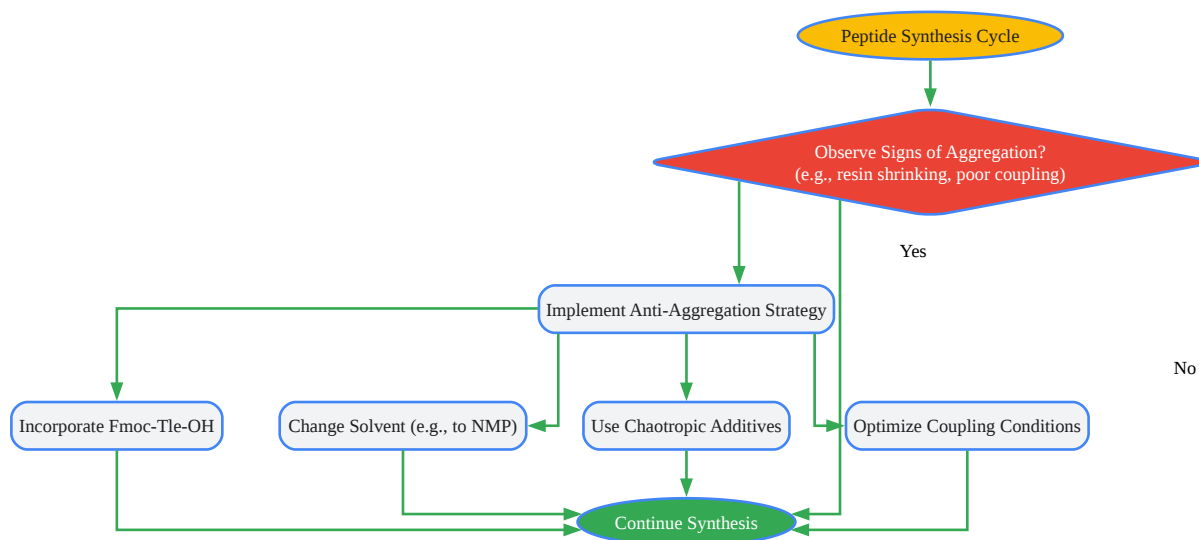 Peptide Synthesis Cycle
Observe Signs of Aggregation?
(e.g., resin shrinking, poor coupling)
Yes
Implement Anti-Aggregation Strategy
No
Incorporate Fmoc-Tle-OH
Change Solvent (e.g., to NMP)
Use Chaotropic Additives
Optimize Coupling Conditions
Continue Synthesis